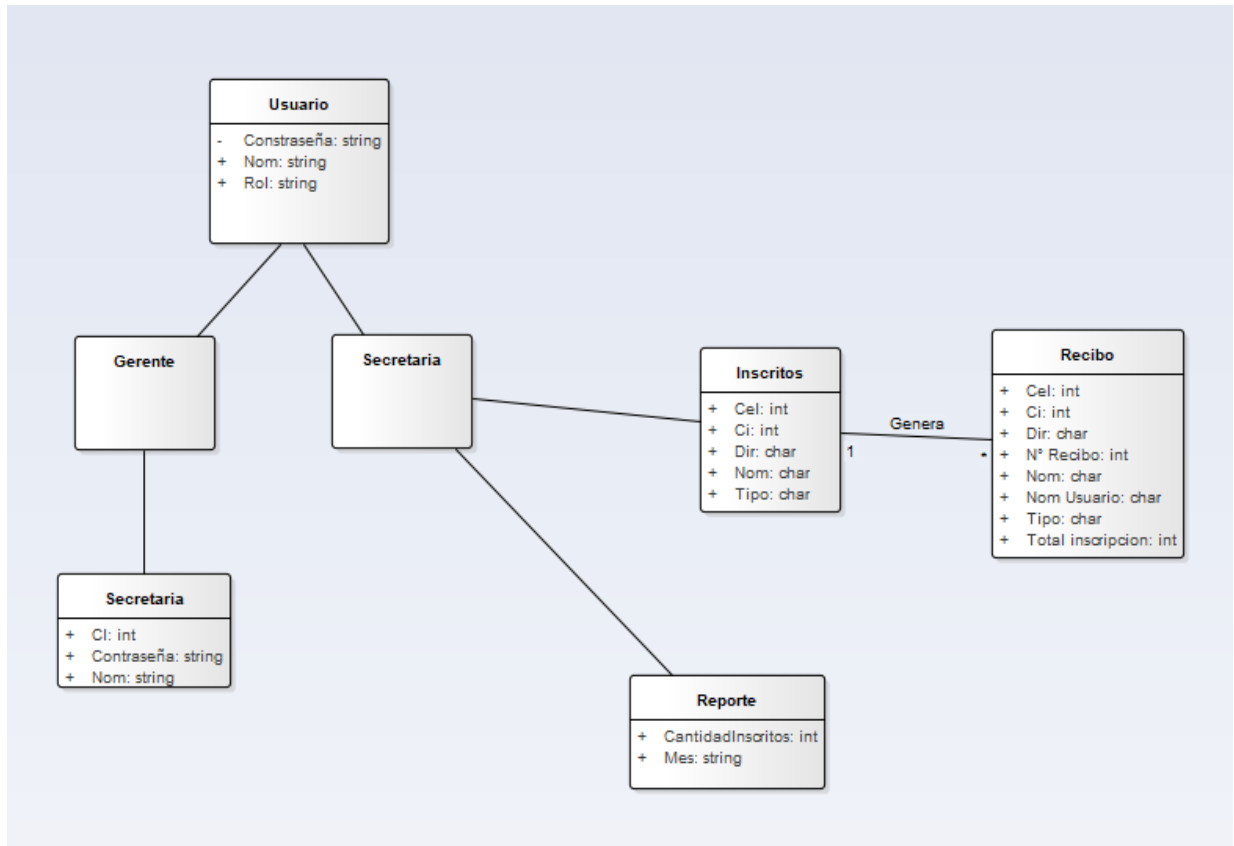 Usuario
- Constraseña: string
+ Nom: string
+ Rol: string
Gerente
Secretaria
Inscritos
+ Cel: int
+ Ci: int
+ Dir: char
+ Nom: char
+ Tipo: char
Genera
1
*
Recibo
+ Cel: int
+ Ci: int
+ Dir: char
+ N° Recibo: int
+ Nom: char
+ Nom Usuario: char
+ Tipo: char
+ Total inscripcion: int
Secretaria
+ CI: int
+ Contraseña: string
+ Nom: string
Reporte
+ CantidadInscritos: int
+ Mes: string